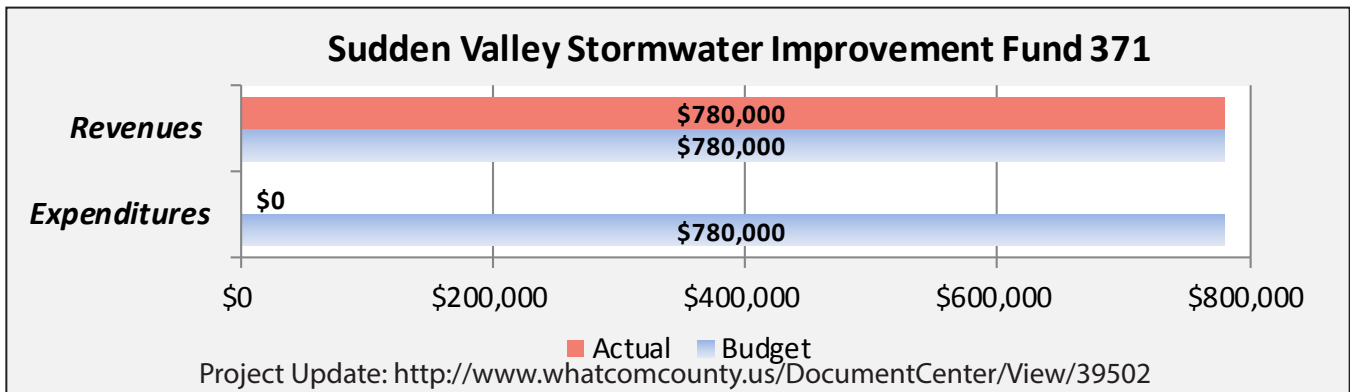 Sudden Valley Stormwater Improvement Fund 371
Revenues
$780,000
$780,000
Expenditures
$0
$780,000
$0 $200,000 $400,000 $600,000 $800,000
Actual Budget
Project Update: http://www.whatcomcounty.us/DocumentCenter/View/39502